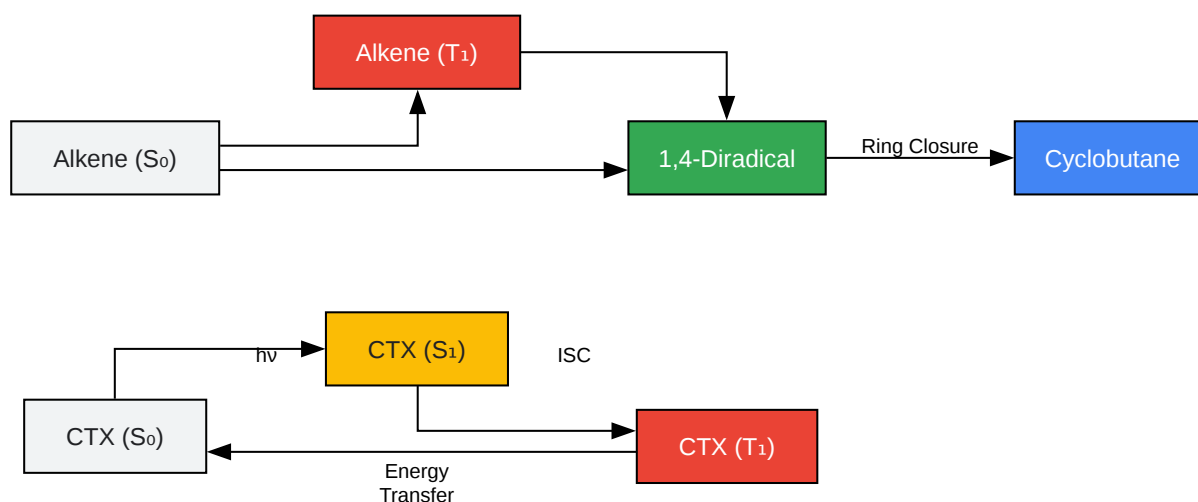 Alkene (T₁)
Alkene (S₀)
1,4-Diradical
Ring Closure
Cyclobutane
CTX (S₁)
hν
ISC
CTX (S₀)
CTX (T₁)
Energy
Transfer